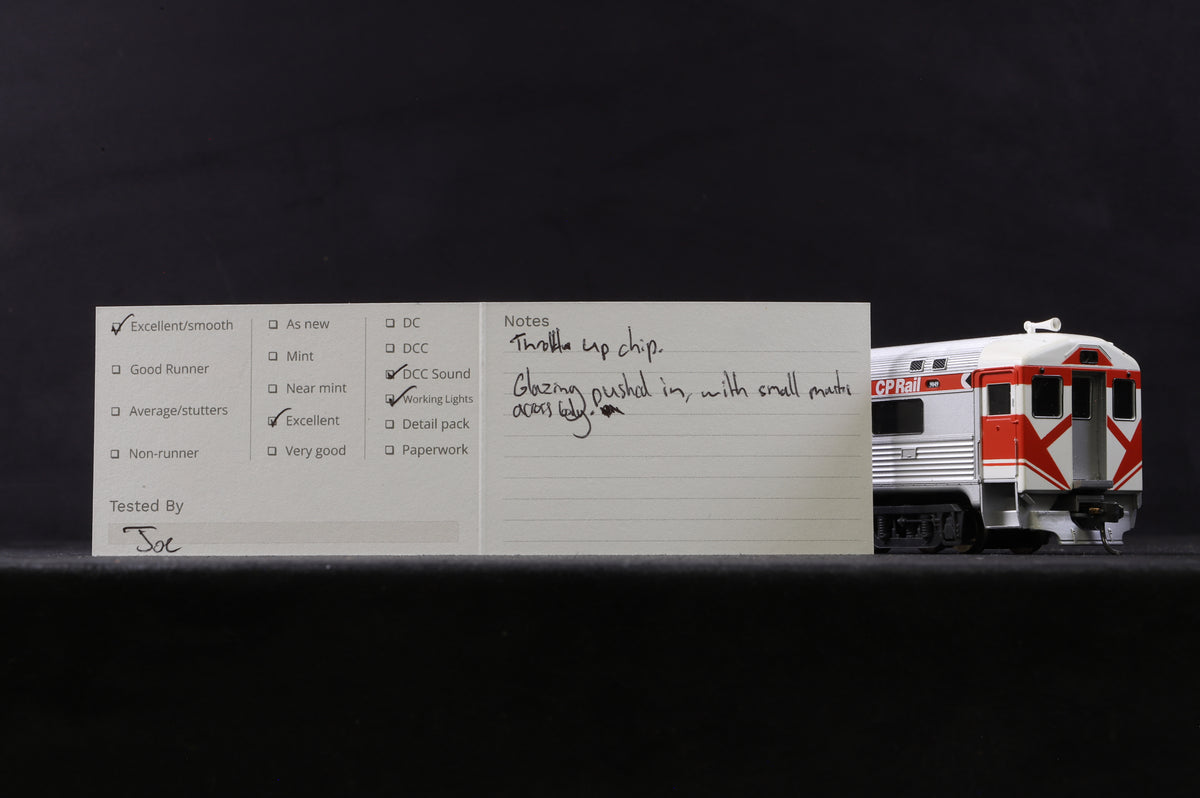 Excellent/smooth
Good Runner
Average/stutters
Non-runner
As new
Mint
Near mint
Excellent
Very good
DC
DCC
DCC Sound
Working Lights
Detail pack
Paperwork
Tested By
Joe
Notes
Throttle up chip.
Glazing pushed in, with small marks
across body.
CP Rail